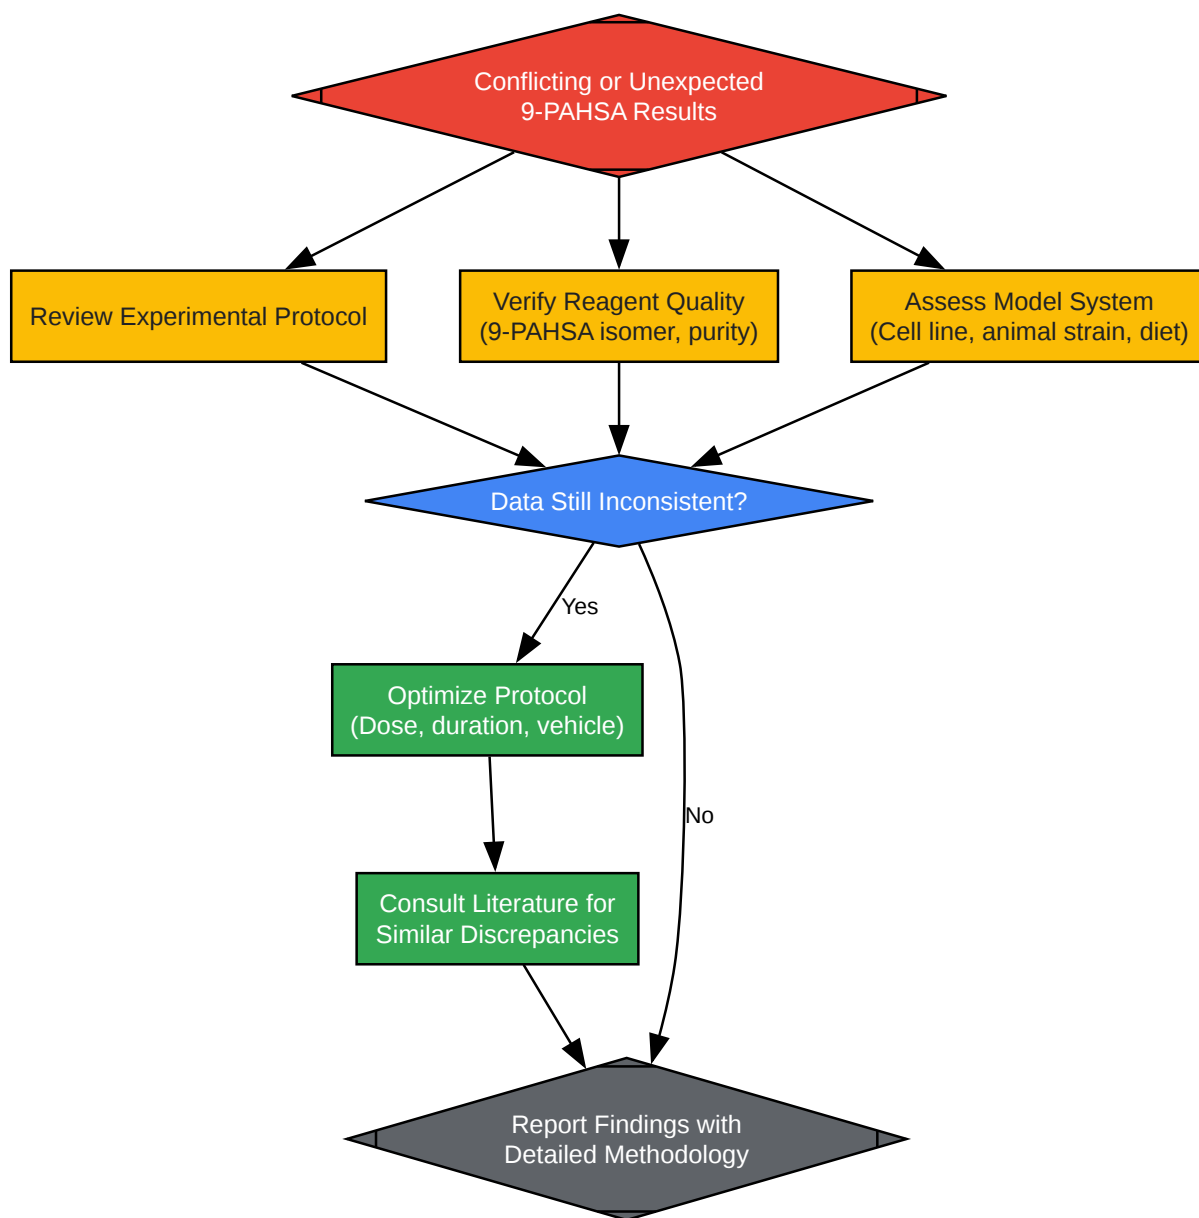 Conflicting or Unexpected
9-PAHSA Results
Review Experimental Protocol
Verify Reagent Quality
(9-PAHSA isomer, purity)
Assess Model System
(Cell line, animal strain, diet)
Data Still Inconsistent?
Yes
Optimize Protocol
(Dose, duration, vehicle)
No
Consult Literature for
Similar Discrepancies
Report Findings with
Detailed Methodology